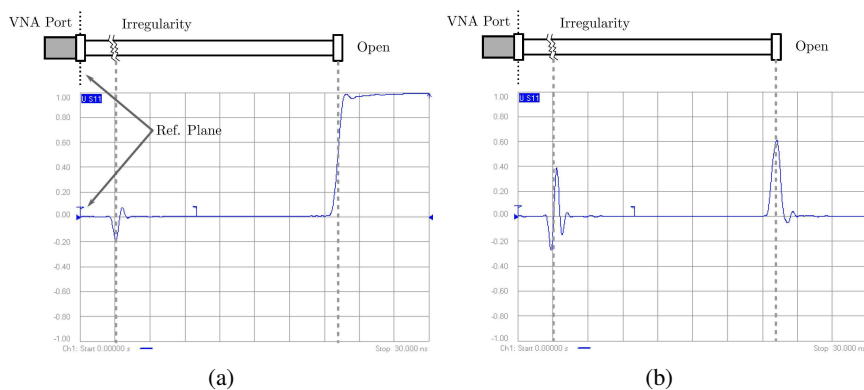 VNA Port
Irregularity
Open
1.00
U S11
0.80
Ref. Plane
0.60
0.40
0.20
0.00
-0.20
-0.40
-0.60
-0.80
-1.00
Ch1: Start 0.00000 s
Stop 30.000 ns
(a)
VNA Port
Irregularity
Open
1.00
U S11
0.80
0.60
0.40
0.20
0.00
-0.20
-0.40
-0.60
-0.80
-1.00
Ch1: Start 0.00000 s
Stop 30.000 ns
(b)